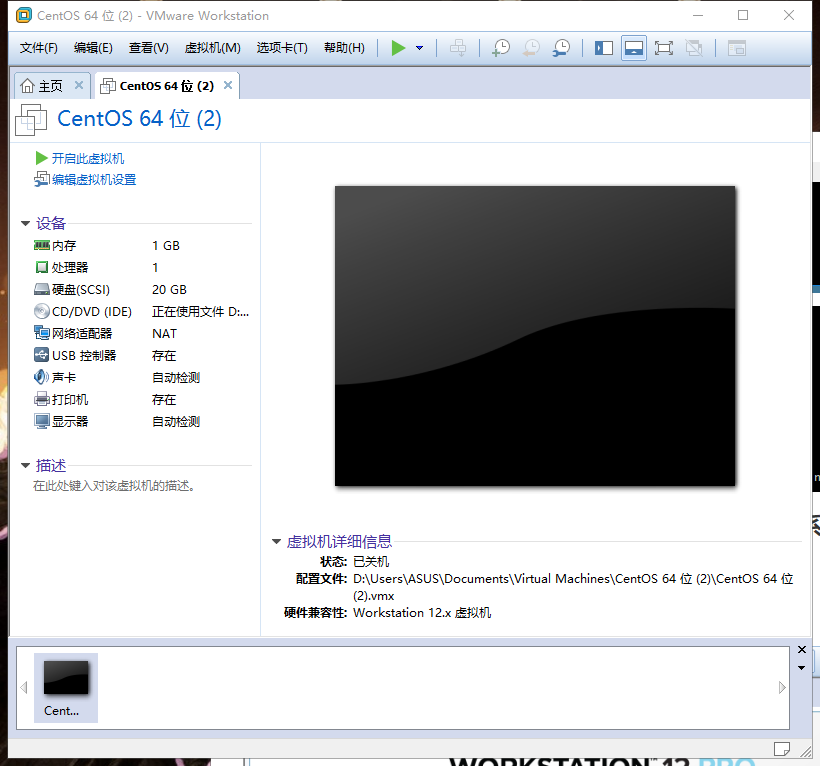 CentOS 64 位 (2) - VMware Workstation
文件(F) 编辑(E) 查看(V) 虚拟机(M) 选项卡(T) 帮助(H)
主页 CentOS 64 位 (2)
CentOS 64 位 (2)
开启此虚拟机
编辑虚拟机设置
设备
内存 1 GB
处理器 1
硬盘(SCSI) 20 GB
CD/DVD (IDE) 正在使用文件 D:...
网络适配器 NAT
USB 控制器 存在
声卡 自动检测
打印机 存在
显示器 自动检测
描述
在此处键入对该虚拟机的描述。
虚拟机详细信息
状态: 已关机
配置文件: D:\Users\ASUS\Documents\Virtual Machines\CentOS 64 位 (2)\CentOS 64 位
(2).vmx
硬件兼容性: Workstation 12.x 虚拟机
Cent...
WORKSTATION™ 12 PRO